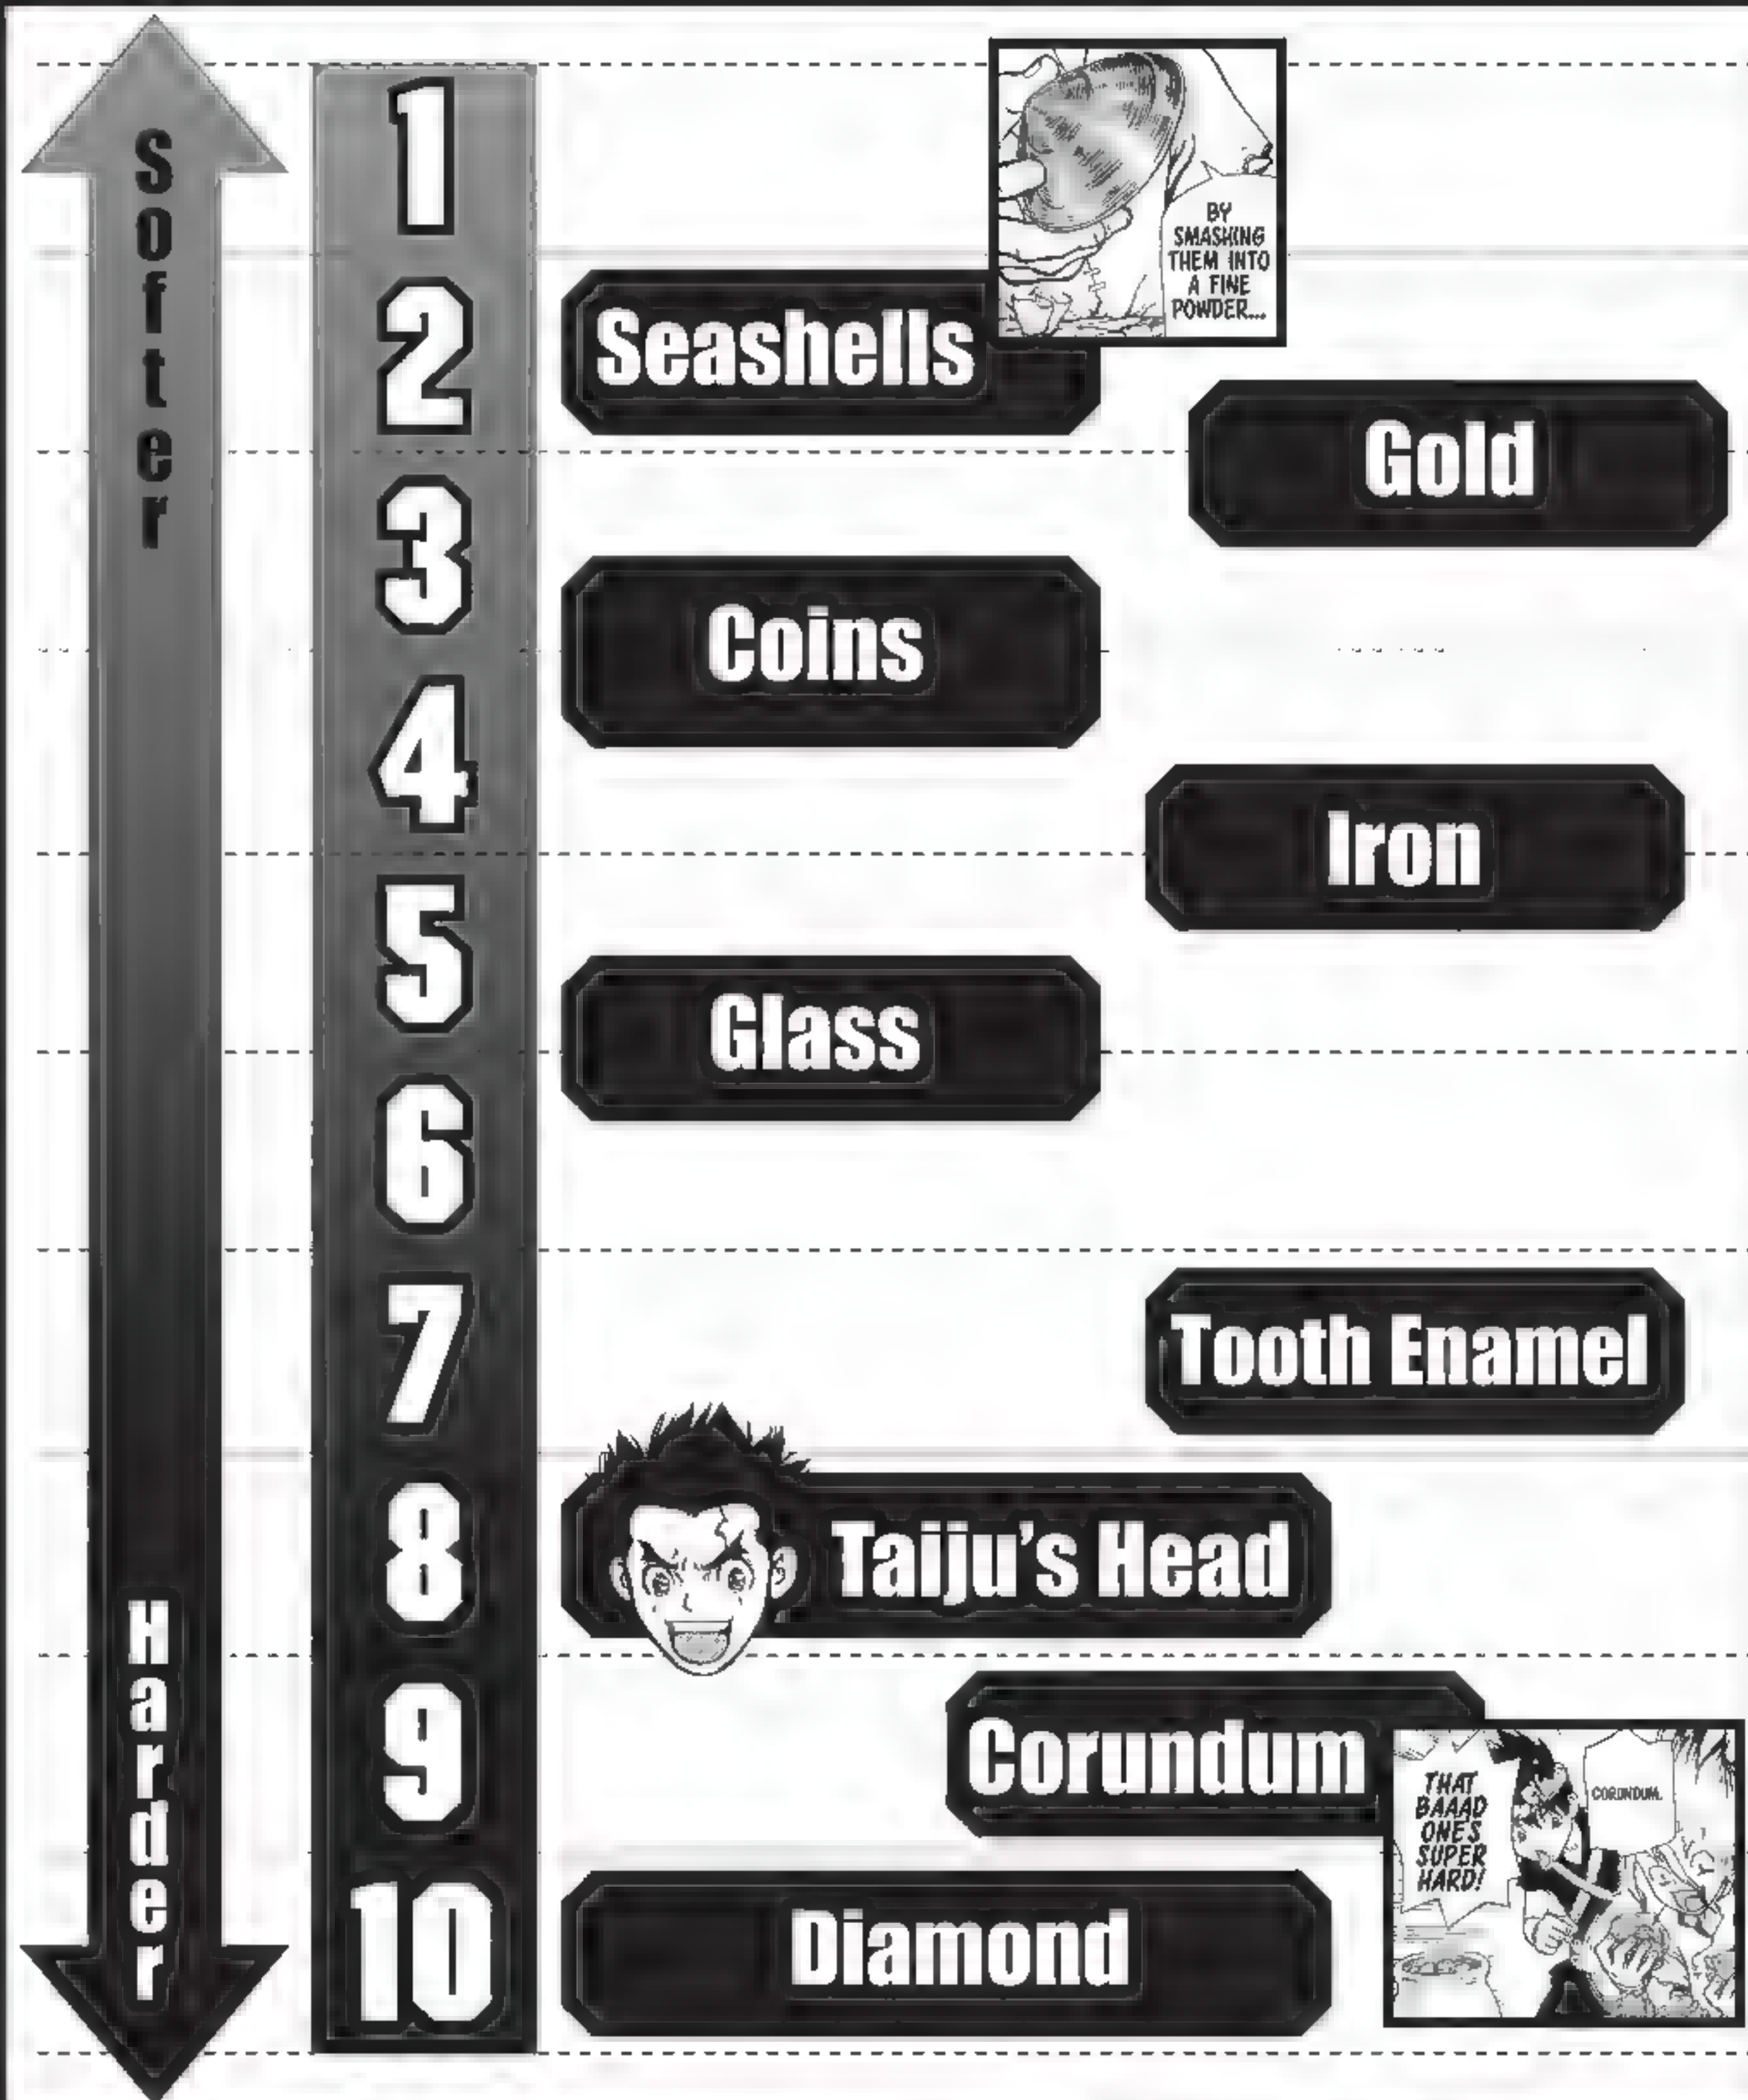 Softer
1
BY
SMASHING
THEM INTO
A FINE
POWDER...
2
Seashells
Gold
3
Coins
4
Iron
5
Glass
6
7
Tooth Enamel
8
Taiju's Head
9
Corundum
THAT
BAAAD
ONE'S
SUPER
HARD!
CORUNDUM.
10
Diamond
Harder